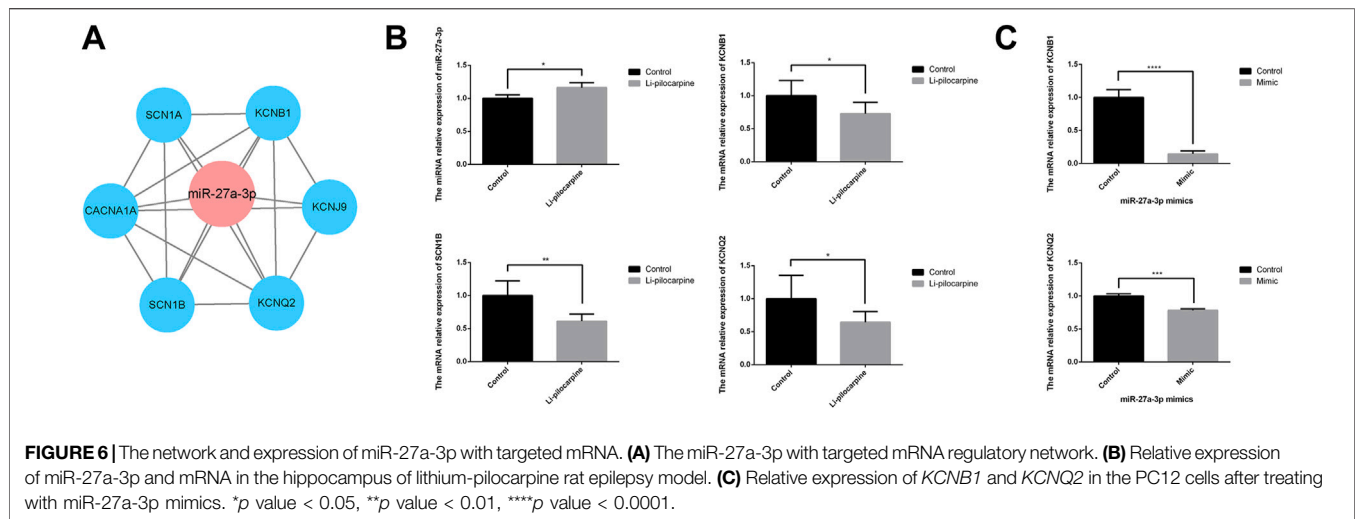 A
SCN1A
KCNB1
miR-27a-3p
CACNA1A
KCNJ9
SCN1B
KCNQ2
B
The miRNA relative expression of miR-27a-3p
1.5
1.0
0.5
0.0
*
Control
Li-pilocarpine
Control
Li-pilocarpine
The mRNA relative expression of KCNB1
1.5
1.0
0.5
0.0
*
Control
Li-pilocarpine
Control
Li-pilocarpine
The mRNA relative expression of SCN1B
1.5
1.0
0.5
0.0
**
Control
Li-pilocarpine
Control
Li-pilocarpine
The mRNA relative expression of KCNQ2
1.5
1.0
0.5
0.0
*
Control
Li-pilocarpine
Control
Li-pilocarpine
C
The mRNA relative expression of KCNB1
1.5
1.0
0.5
0.0
****
Control
Mimic
Control
Mimic
miR-27a-3p mimics
The mRNA relative expression of KCNQ2
1.5
1.0
0.5
0.0
***
Control
Mimic
Control
Mimic
miR-27a-3p mimics
FIGURE 6 | The network and expression of miR-27a-3p with targeted mRNA. (A) The miR-27a-3p with targeted mRNA regulatory network. (B) Relative expression
of miR-27a-3p and mRNA in the hippocampus of lithium-pilocarpine rat epilepsy model. (C) Relative expression of KCNB1 and KCNQ2 in the PC12 cells after treating
with miR-27a-3p mimics. *p value < 0.05, **p value < 0.01, ****p value < 0.0001.